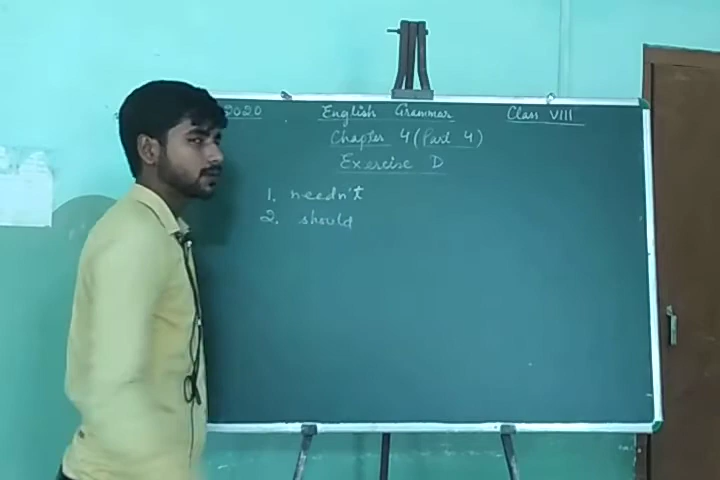 2020 English Grammar Class VIII
Chapter 4 (Part 4)
Exercise D
1. needn't
2. should